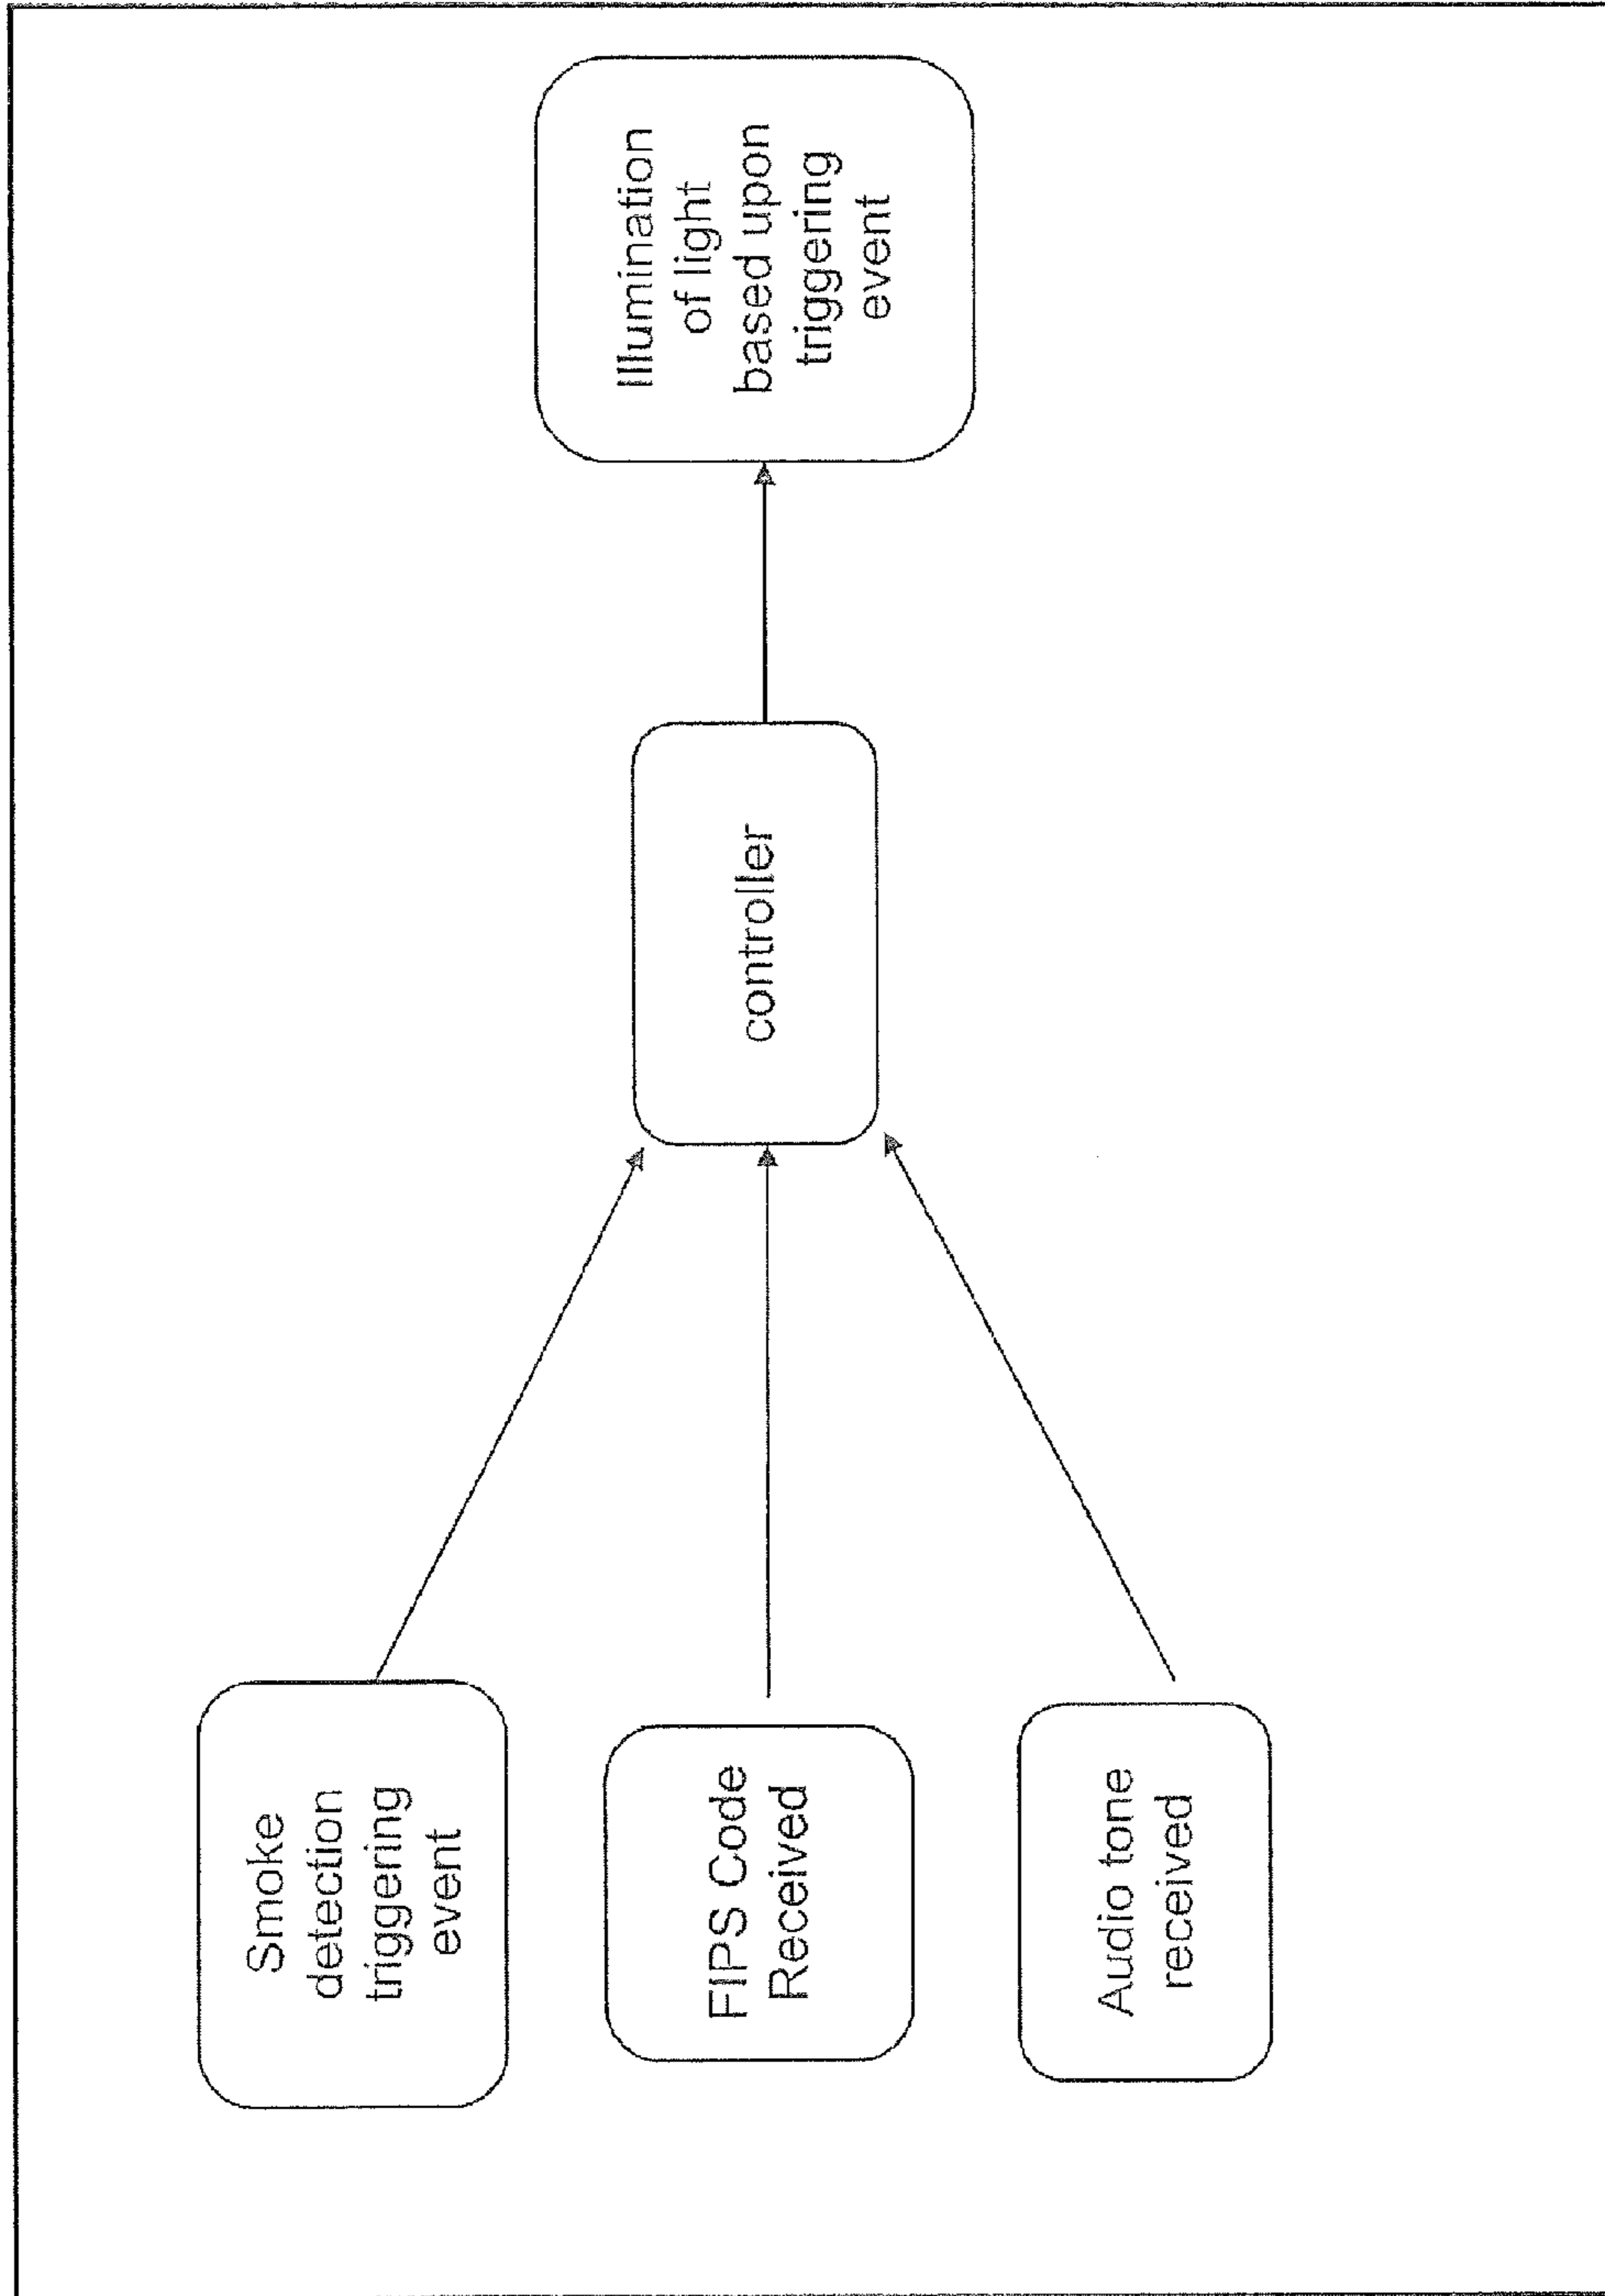 Smoke
detection
triggering
event
FIPS Code
Received
Audio tone
received
controller
Illumination
of light
based upon
triggering
event